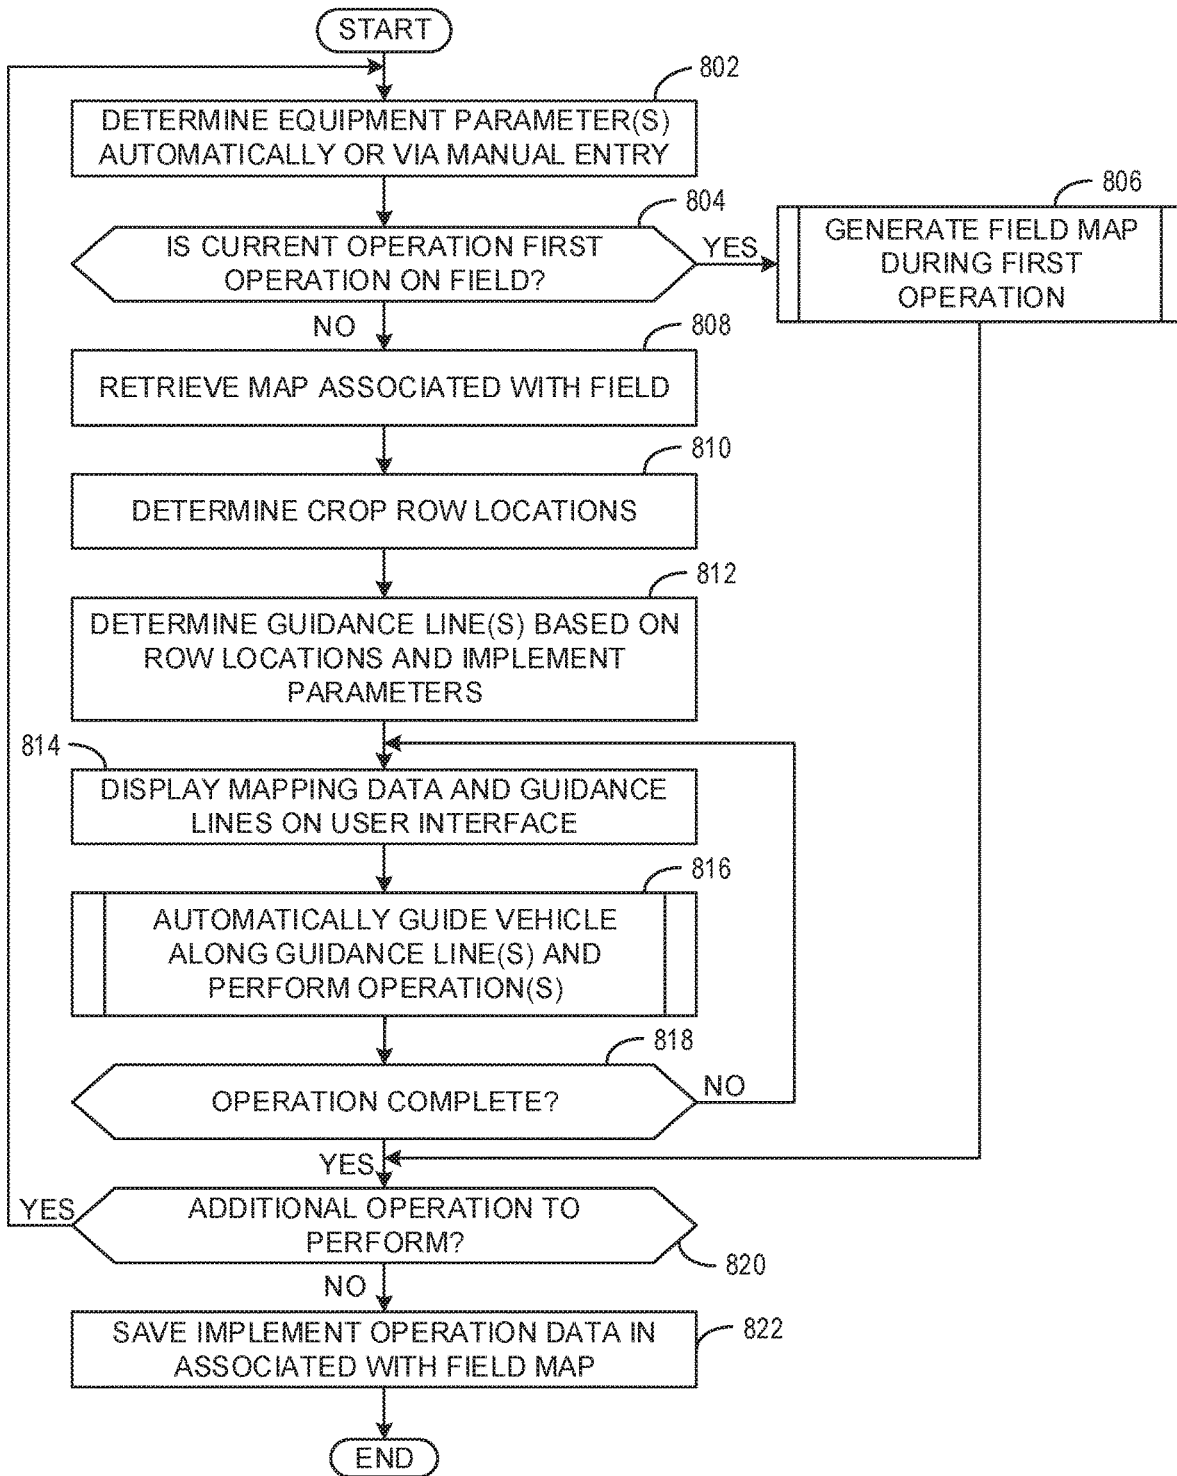 START
802
DETERMINE EQUIPMENT PARAMETER(S)
AUTOMATICALLY OR VIA MANUAL ENTRY
804
IS CURRENT OPERATION FIRST
OPERATION ON FIELD?
YES
806
GENERATE FIELD MAP
DURING FIRST
OPERATION
NO
808
RETRIEVE MAP ASSOCIATED WITH FIELD
810
DETERMINE CROP ROW LOCATIONS
812
DETERMINE GUIDANCE LINE(S) BASED ON
ROW LOCATIONS AND IMPLEMENT
PARAMETERS
814
DISPLAY MAPPING DATA AND GUIDANCE
LINES ON USER INTERFACE
816
AUTOMATICALLY GUIDE VEHICLE
ALONG GUIDANCE LINE(S) AND
PERFORM OPERATION(S)
818
OPERATION COMPLETE?
NO
YES
YES
ADDITIONAL OPERATION TO
PERFORM?
820
NO
822
SAVE IMPLEMENT OPERATION DATA IN
ASSOCIATED WITH FIELD MAP
END